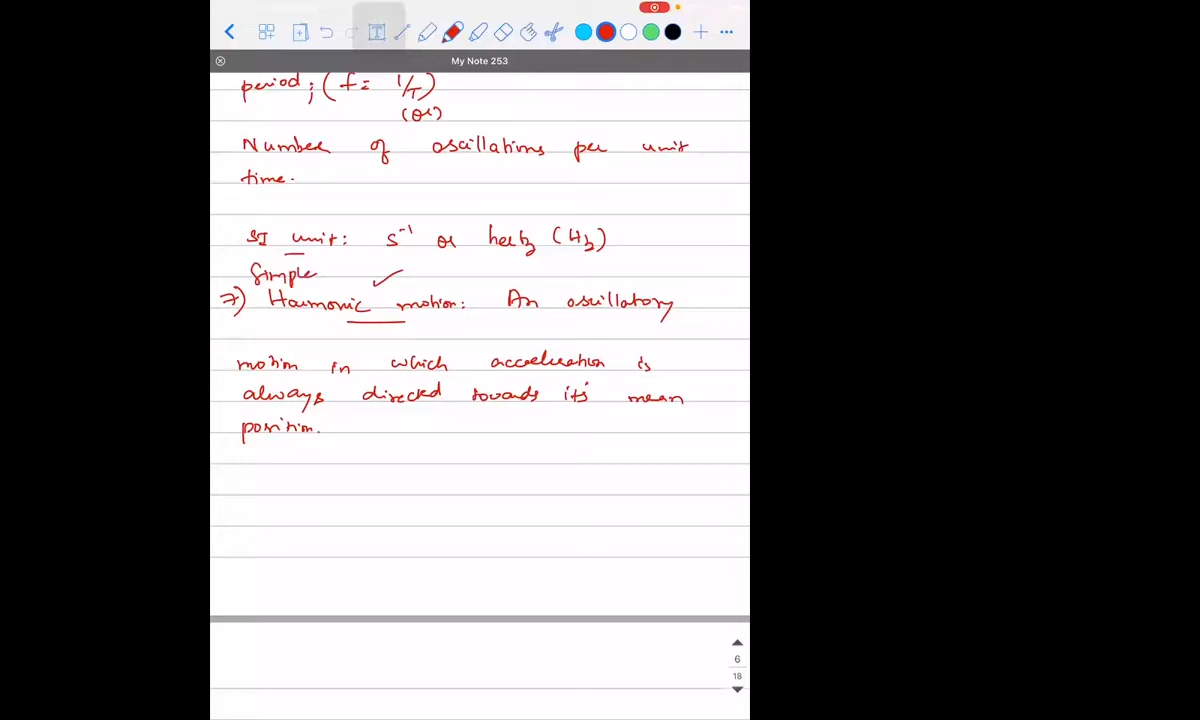 My Note 253
period; (f = 1/T)
(or)
Number of oscillations per unit
time.
SI unit: s⁻¹ or hertz (Hz)
Simple
7) Harmonic motion: An oscillatory
motion in which acceleration is
always directed towards it's mean
position.
6
18